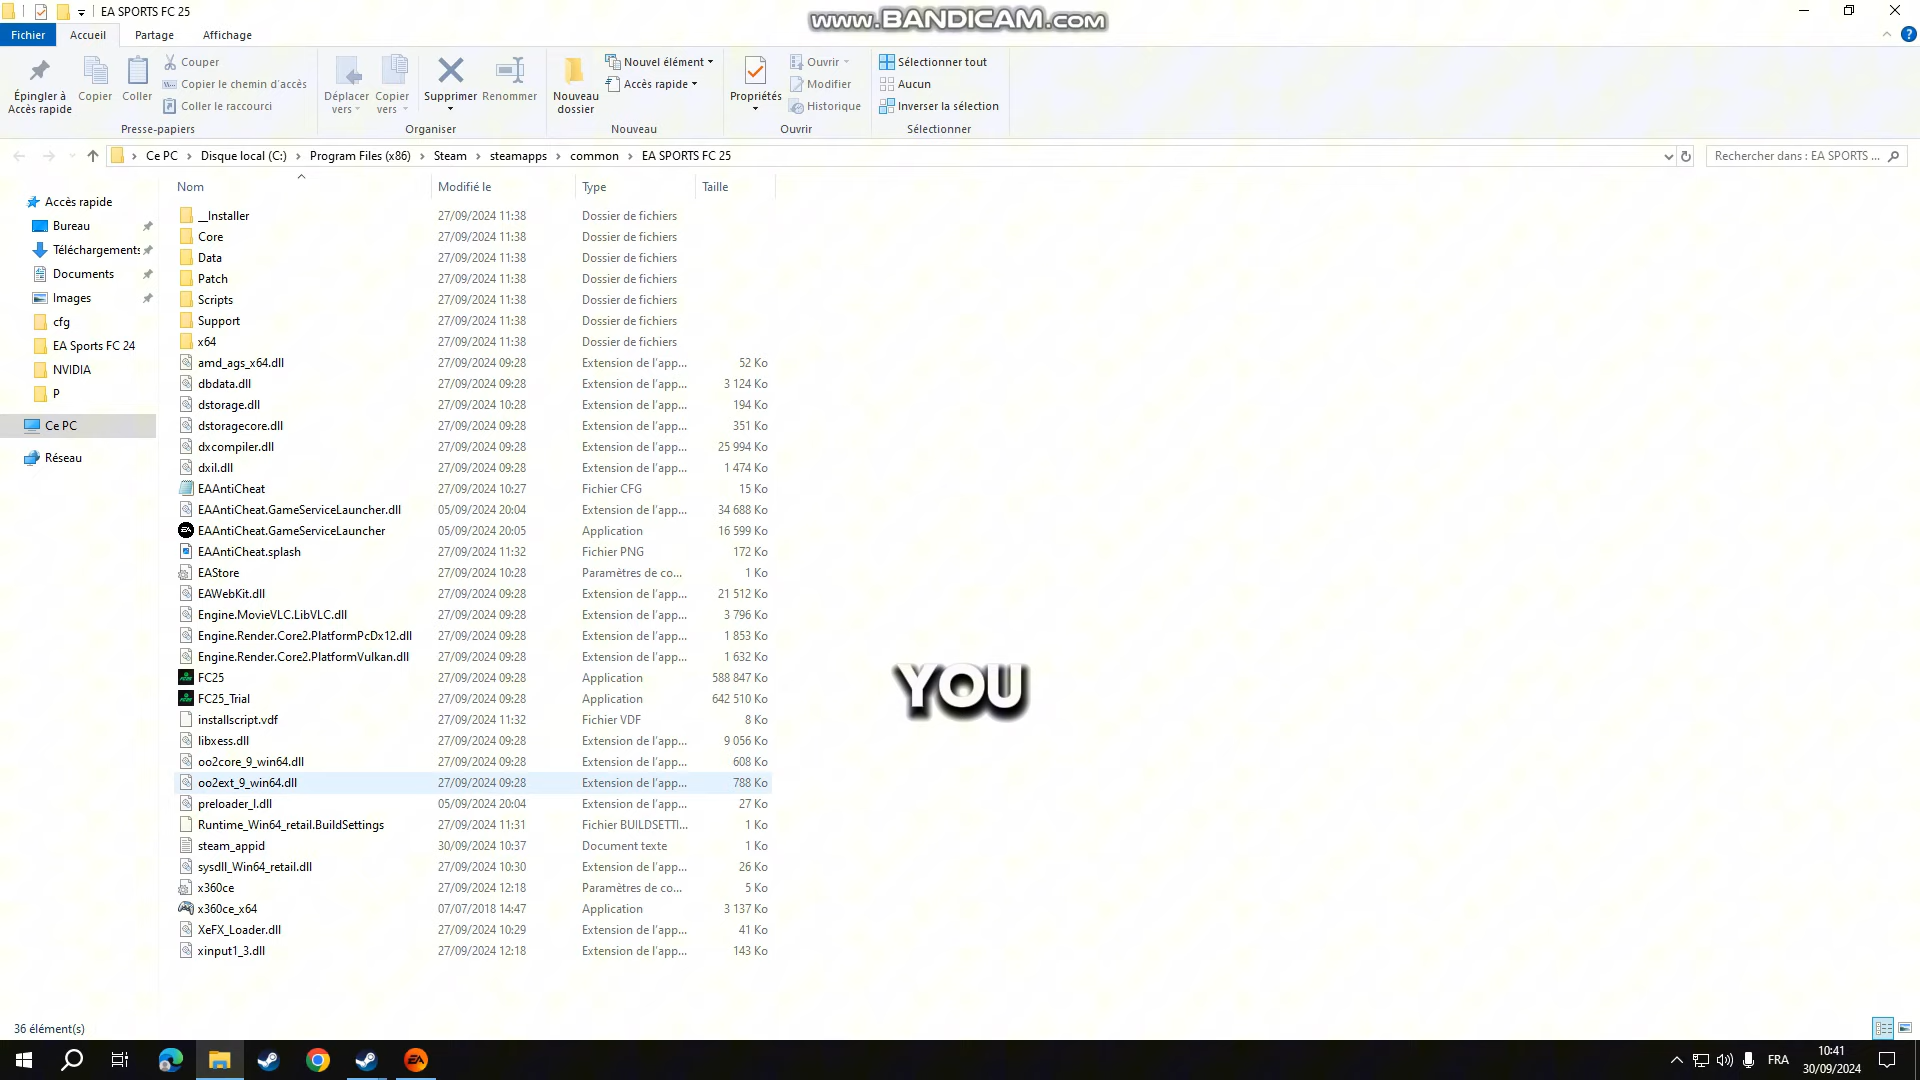 EA SPORTS FC 25
www.BANDICAM.com
Fichier Accueil Partage Affichage
Épingler à Accès rapide
Copier
Coller
Couper
Copier le chemin d'accès
Coller le raccourci
Presse-papiers
Déplacer vers
Copier vers
Supprimer
Renommer
Organiser
Nouveau dossier
Nouvel élément
Accès rapide
Nouveau
Propriétés
Ouvrir
Modifier
Historique
Ouvrir
Sélectionner tout
Aucun
Inverser la sélection
Sélectionner
Ce PC › Disque local (C:) › Program Files (x86) › Steam › steamapps › common › EA SPORTS FC 25
Rechercher dans : EA SPORTS ...
Accès rapide
Bureau
Téléchargements
Documents
Images
cfg
EA Sports FC 24
NVIDIA
P
Ce PC
Réseau
Nom Modifié le Type Taille
__Installer 27/09/2024 11:38 Dossier de fichiers
Core 27/09/2024 11:38 Dossier de fichiers
Data 27/09/2024 11:38 Dossier de fichiers
Patch 27/09/2024 11:38 Dossier de fichiers
Scripts 27/09/2024 11:38 Dossier de fichiers
Support 27/09/2024 11:38 Dossier de fichiers
x64 27/09/2024 11:38 Dossier de fichiers
amd_ags_x64.dll 27/09/2024 09:28 Extension de l'app... 52 Ko
dbdata.dll 27/09/2024 09:28 Extension de l'app... 3 124 Ko
dstorage.dll 27/09/2024 10:28 Extension de l'app... 194 Ko
dstoragecore.dll 27/09/2024 09:28 Extension de l'app... 351 Ko
dxcompiler.dll 27/09/2024 09:28 Extension de l'app... 25 994 Ko
dxil.dll 27/09/2024 09:28 Extension de l'app... 1 474 Ko
EAAntiCheat 27/09/2024 10:27 Fichier CFG 15 Ko
EAAntiCheat.GameServiceLauncher.dll 05/09/2024 20:04 Extension de l'app... 34 688 Ko
EAAntiCheat.GameServiceLauncher 05/09/2024 20:05 Application 16 599 Ko
EAAntiCheat.splash 27/09/2024 11:32 Fichier PNG 172 Ko
EAStore 27/09/2024 10:28 Paramètres de co... 1 Ko
EAWebKit.dll 27/09/2024 09:28 Extension de l'app... 21 512 Ko
Engine.MovieVLC.LibVLC.dll 27/09/2024 09:28 Extension de l'app... 3 796 Ko
Engine.Render.Core2.PlatformPcDx12.dll 27/09/2024 09:28 Extension de l'app... 1 853 Ko
Engine.Render.Core2.PlatformVulkan.dll 27/09/2024 09:28 Extension de l'app... 1 632 Ko
FC25 27/09/2024 09:28 Application 588 847 Ko
FC25_Trial 27/09/2024 09:28 Application 642 510 Ko
installscript.vdf 27/09/2024 11:32 Fichier VDF 8 Ko
libxess.dll 27/09/2024 09:28 Extension de l'app... 9 056 Ko
oo2core_9_win64.dll 27/09/2024 09:28 Extension de l'app... 608 Ko
oo2ext_9_win64.dll 27/09/2024 09:28 Extension de l'app... 788 Ko
preloader_l.dll 05/09/2024 20:04 Extension de l'app... 27 Ko
Runtime_Win64_retail.BuildSettings 27/09/2024 11:31 Fichier BUILDSETTI... 1 Ko
steam_appid 30/09/2024 10:37 Document texte 1 Ko
sysdll_Win64_retail.dll 27/09/2024 10:30 Extension de l'app... 26 Ko
x360ce 27/09/2024 12:18 Paramètres de co... 5 Ko
x360ce_x64 07/07/2018 14:47 Application 3 137 Ko
XeFX_Loader.dll 27/09/2024 10:29 Extension de l'app... 41 Ko
xinput1_3.dll 27/09/2024 12:18 Extension de l'app... 143 Ko
YOU
36 élément(s)
EA
FRA
10:41
30/09/2024